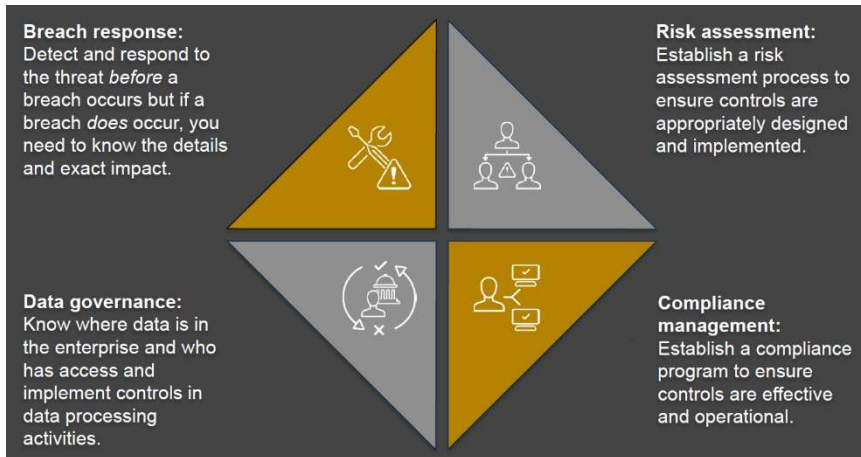 Breach response:
Detect and respond to
the threat before a
breach occurs but if a
breach does occur, you
need to know the details
and exact impact.
Risk assessment:
Establish a risk
assessment process to
ensure controls are
appropriately designed
and implemented.
Data governance:
Know where data is in
the enterprise and who
has access and
implement controls in
data processing
activities.
Compliance
management:
Establish a compliance
program to ensure
controls are effective
and operational.